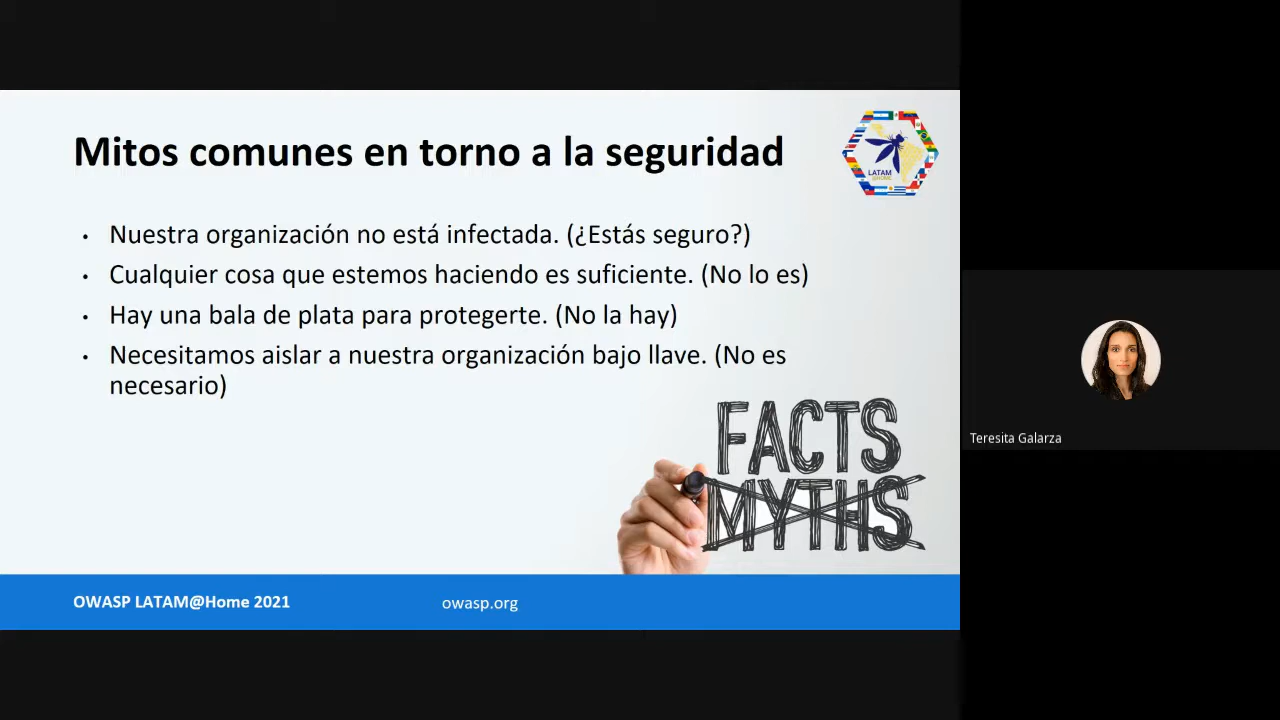 Mitos comunes en torno a la seguridad
LATAM
@HOME
• Nuestra organización no está infectada. (¿Estás seguro?)
• Cualquier cosa que estemos haciendo es suficiente. (No lo es)
• Hay una bala de plata para protegerte. (No la hay)
• Necesitamos aislar a nuestra organización bajo llave. (No es
necesario)
FACTS
MYTHS
Teresita Galarza
OWASP LATAM@Home 2021
owasp.org